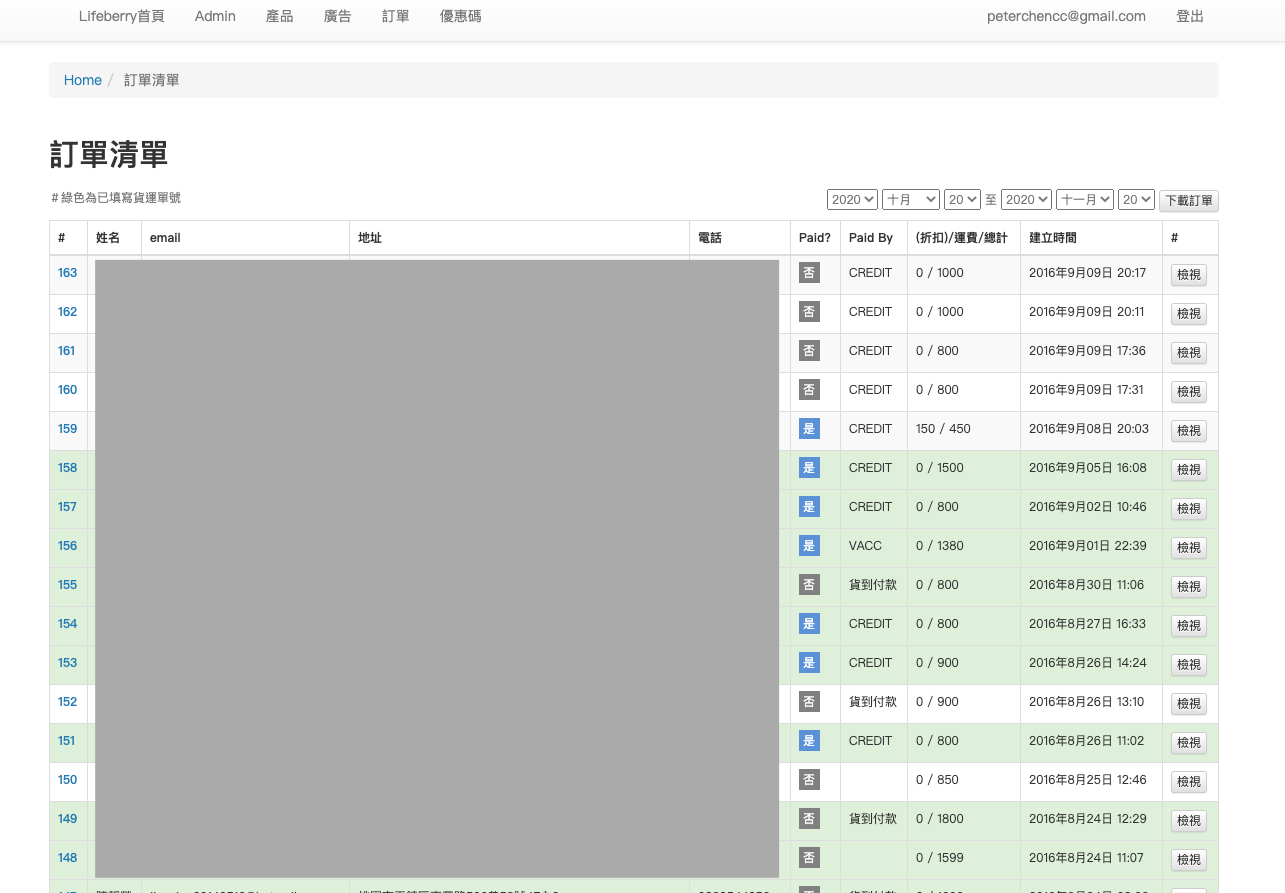 Lifeberry首頁 Admin 產品 廣告 訂單 優惠碼 peterchencc@gmail.com 登出
Home / 訂單清單
訂單清單
# 綠色為已填寫貨運單號 2020 十月 20 至 2020 十一月 20 下載訂單
# 姓名 email 地址 電話 Paid? Paid By (折扣)/運費/總計 建立時間 #
163 否 CREDIT 0 / 1000 2016年9月09日 20:17 檢視
162 否 CREDIT 0 / 1000 2016年9月09日 20:11 檢視
161 否 CREDIT 0 / 800 2016年9月09日 17:36 檢視
160 否 CREDIT 0 / 800 2016年9月09日 17:31 檢視
159 是 CREDIT 150 / 450 2016年9月08日 20:03 檢視
158 是 CREDIT 0 / 1500 2016年9月05日 16:08 檢視
157 是 CREDIT 0 / 800 2016年9月02日 10:46 檢視
156 是 VACC 0 / 1380 2016年9月01日 22:39 檢視
155 否 貨到付款 0 / 800 2016年8月30日 11:06 檢視
154 是 CREDIT 0 / 800 2016年8月27日 16:33 檢視
153 是 CREDIT 0 / 900 2016年8月26日 14:24 檢視
152 否 貨到付款 0 / 900 2016年8月26日 13:10 檢視
151 是 CREDIT 0 / 800 2016年8月26日 11:02 檢視
150 否 0 / 850 2016年8月25日 12:46 檢視
149 否 貨到付款 0 / 1800 2016年8月24日 12:29 檢視
148 否 0 / 1599 2016年8月24日 11:07 檢視